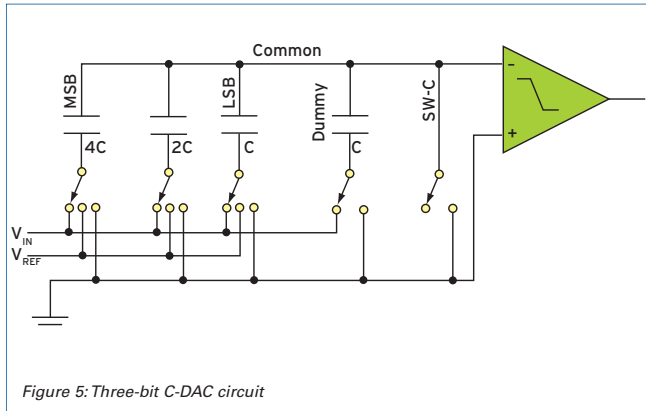 Common
MSB
LSB
Dummy
SW-C
-
+
4C
2C
C
C
VIN
VREF
Figure 5: Three-bit C-DAC circuit